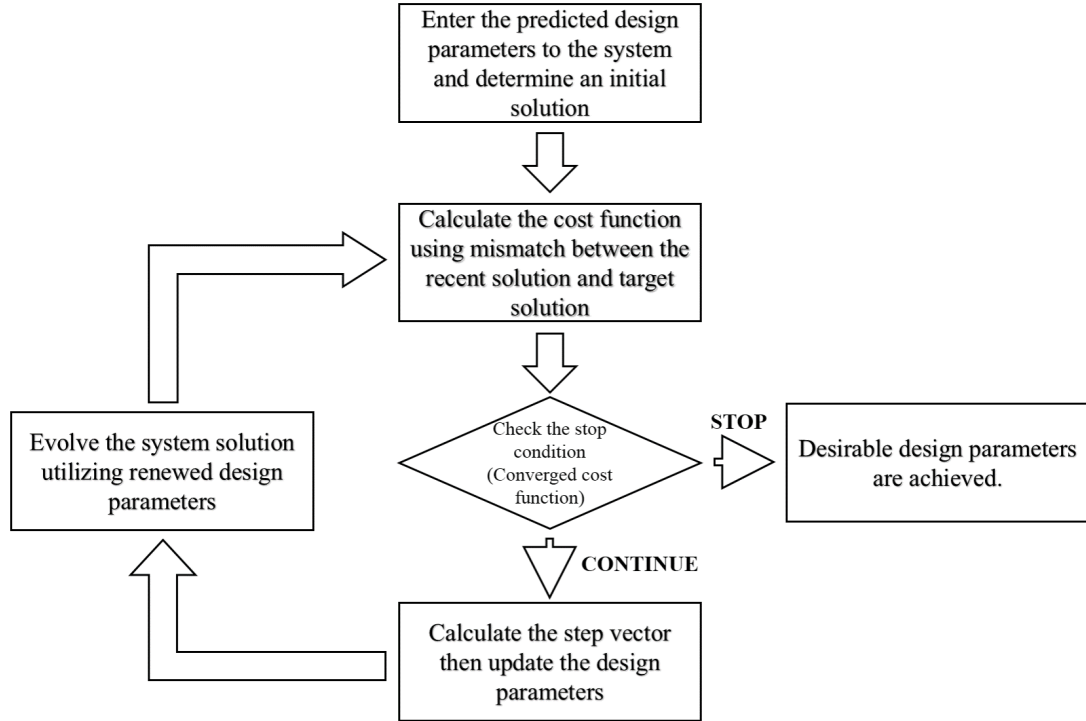 Enter the predicted design
parameters to the system
and determine an initial
solution
Calculate the cost function
using mismatch between the
recent solution and target
solution
Check the stop
condition
(Converged cost
function)
STOP
Desirable design parameters
are achieved.
CONTINUE
Calculate the step vector
then update the design
parameters
Evolve the system solution
utilizing renewed design
parameters